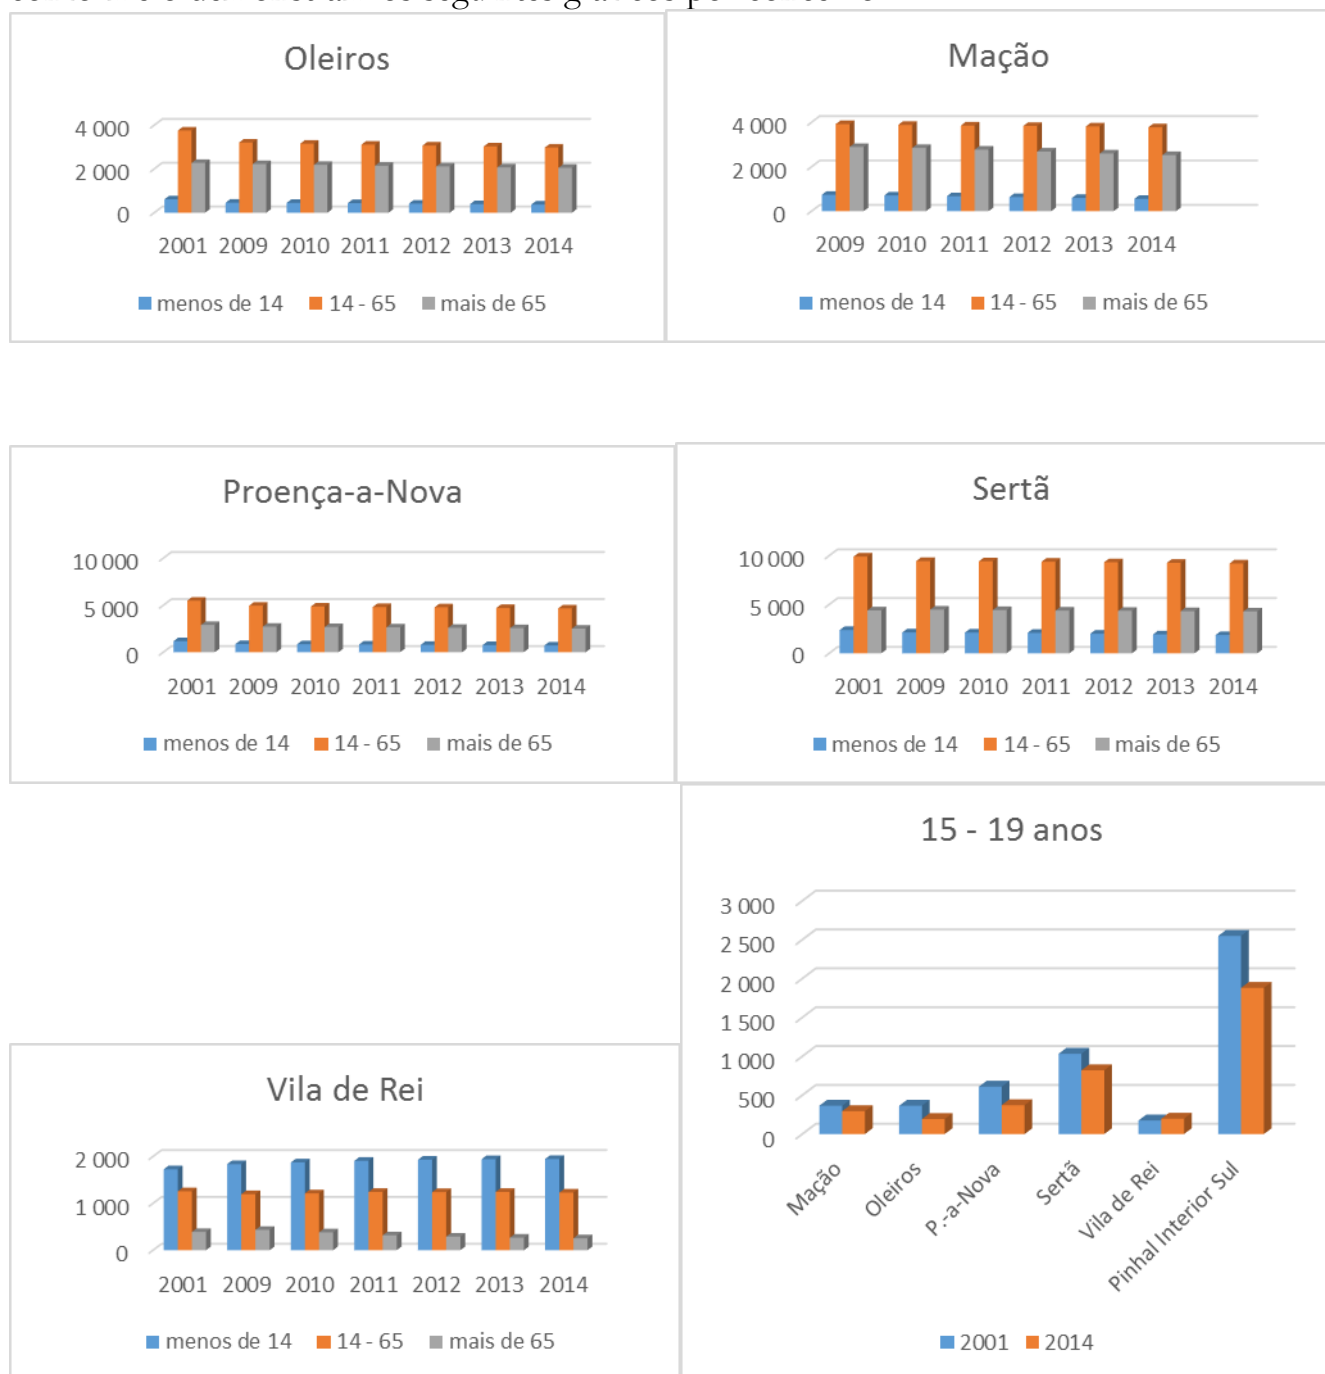 Oleiros
4 000
2 000
0
2001 2009 2010 2011 2012 2013 2014
menos de 14 14 - 65 mais de 65
Mação
4 000
2 000
0
2009 2010 2011 2012 2013 2014
menos de 14 14 - 65 mais de 65
Proença-a-Nova
10 000
5 000
0
2001 2009 2010 2011 2012 2013 2014
menos de 14 14 - 65 mais de 65
Sertã
10 000
5 000
0
2001 2009 2010 2011 2012 2013 2014
menos de 14 14 - 65 mais de 65
Vila de Rei
2 000
1 000
0
2001 2009 2010 2011 2012 2013 2014
menos de 14 14 - 65 mais de 65
15 - 19 anos
3 000
2 500
2 000
1 500
1 000
500
0
Mação
Oleiros
P.-a-Nova
Sertã
Vila de Rei
Pinhal Interior Sul
2001 2014